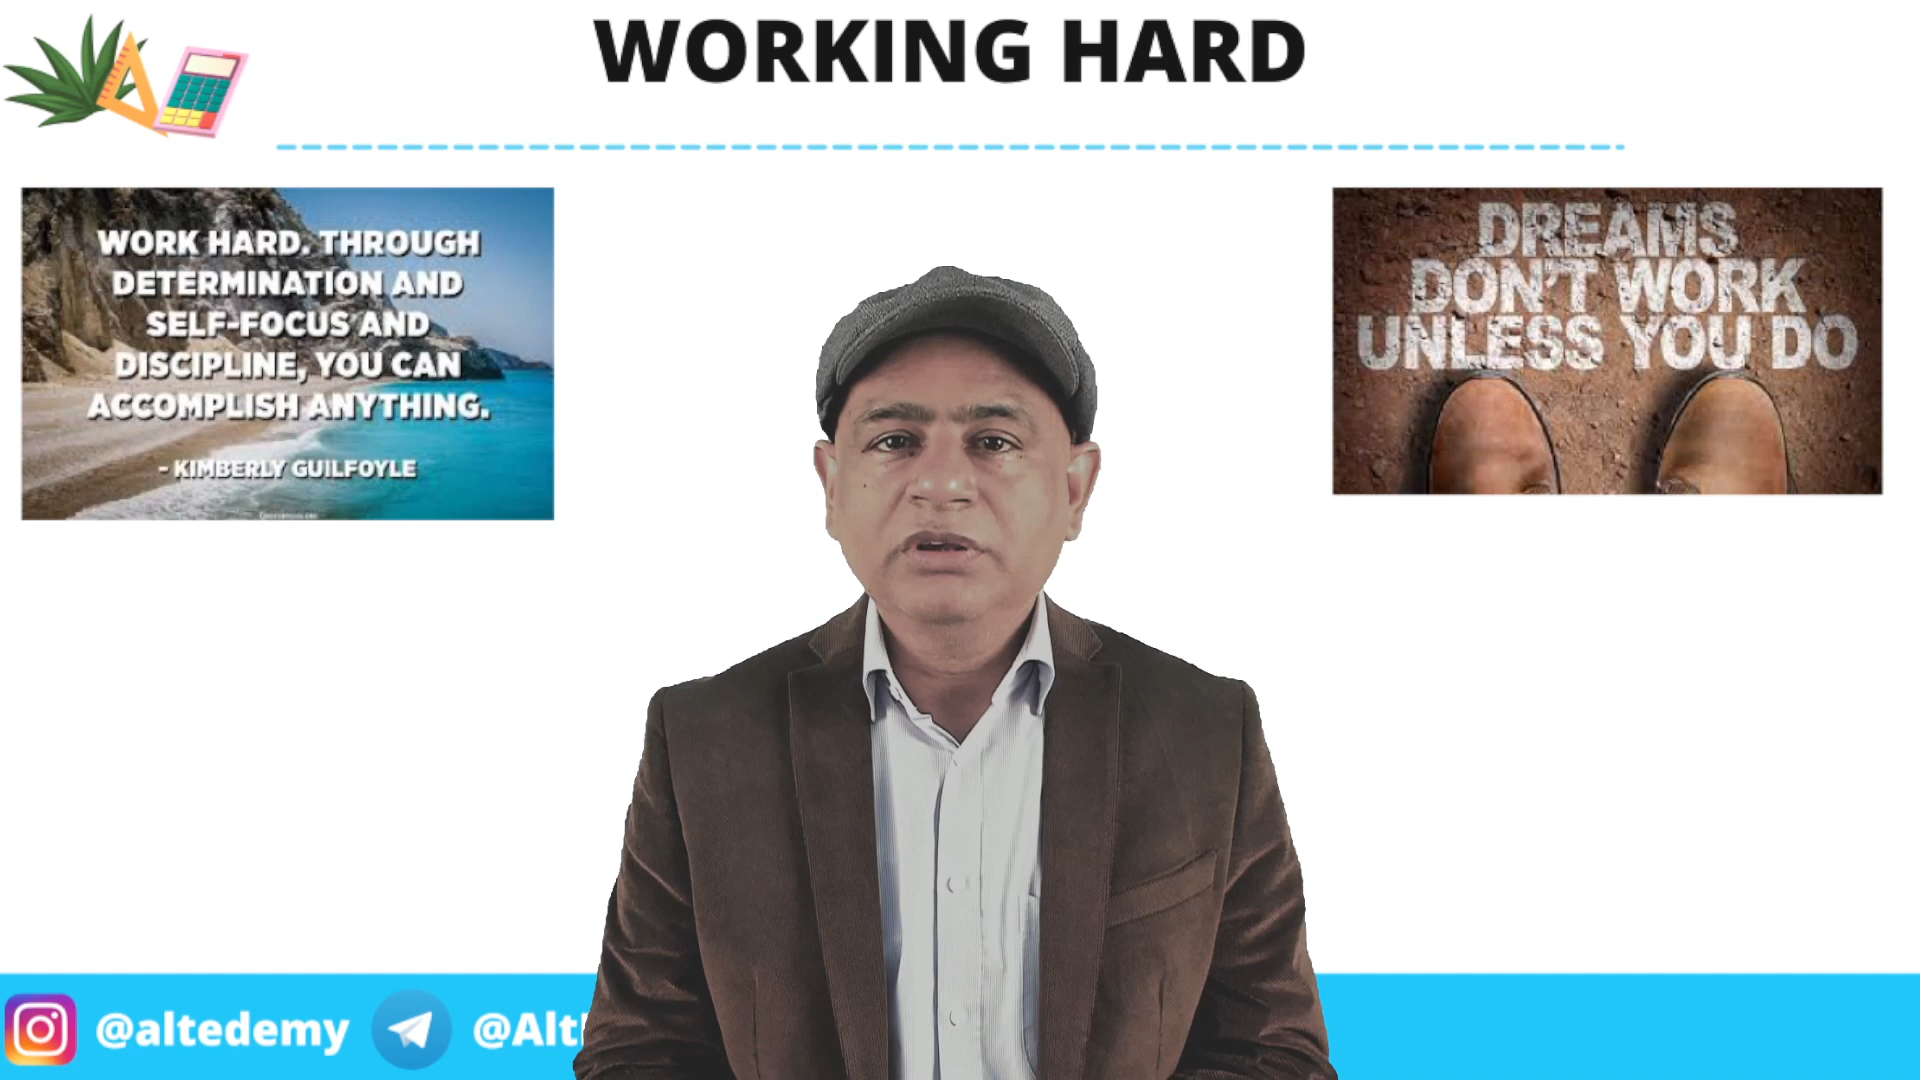 WORKING HARD
WORK HARD. THROUGH
DETERMINATION AND
SELF-FOCUS AND
DISCIPLINE, YOU CAN
ACCOMPLISH ANYTHING.
- KIMBERLY GUILFOYLE
DREAMS
DON'T WORK
UNLESS YOU DO
@altedemy